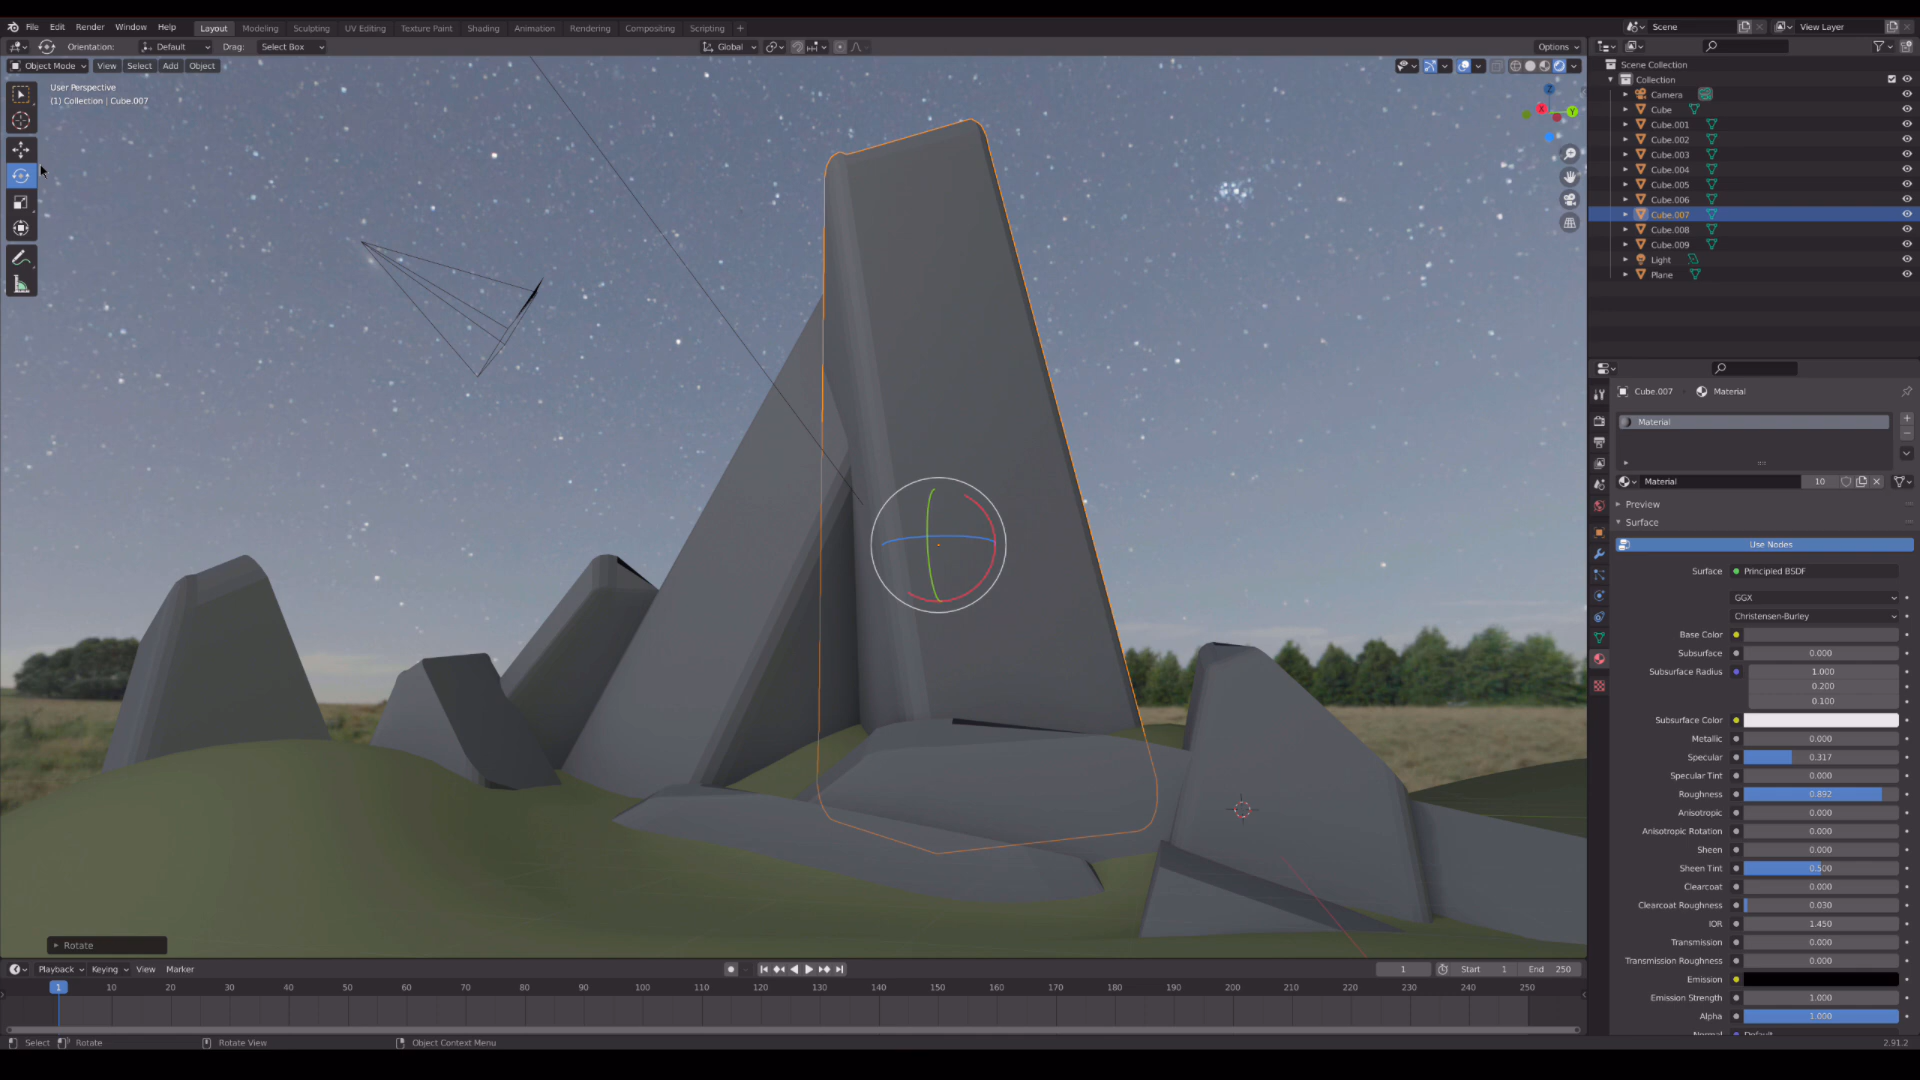 File Edit Render Window Help Layout Modeling Sculpting UV Editing Texture Paint Shading Animation Rendering Compositing Scripting + Scene View Layer
Orientation: Default Drag: Select Box Global Options
Object Mode View Select Add Object
User Perspective
(1) Collection | Cube.007
Z
X
Y
Rotate
Scene Collection
Collection
Camera
Cube
Cube.001
Cube.002
Cube.003
Cube.004
Cube.005
Cube.006
Cube.007
Cube.008
Cube.009
Light
Plane
Cube.007 Material
Material
Material 10
Preview
Surface
Use Nodes
Surface Principled BSDF
GGX
Christensen-Burley
Base Color
Subsurface 0.000
Subsurface Radius 1.000
0.200
0.100
Subsurface Color
Metallic 0.000
Specular 0.317
Specular Tint 0.000
Roughness 0.892
Anisotropic 0.000
Anisotropic Rotation 0.000
Sheen 0.000
Sheen Tint 0.500
Clearcoat 0.000
Clearcoat Roughness 0.030
IOR 1.450
Transmission 0.000
Transmission Roughness 0.000
Emission
Emission Strength 1.000
Alpha 1.000
Normal Default
Playback Keying View Marker 1 Start 1 End 250
1 10 20 30 40 50 60 70 80 90 100 110 120 130 140 150 160 170 180 190 200 210 220 230 240 250
Select Rotate Rotate View Object Context Menu 2.91.2